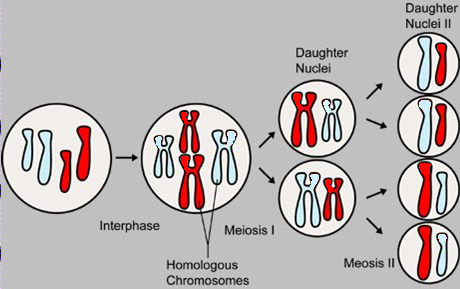 Daughter
Nuclei II
Daughter
Nuclei
Interphase
Meiosis I
Homologous
Chromosomes
Meosis II